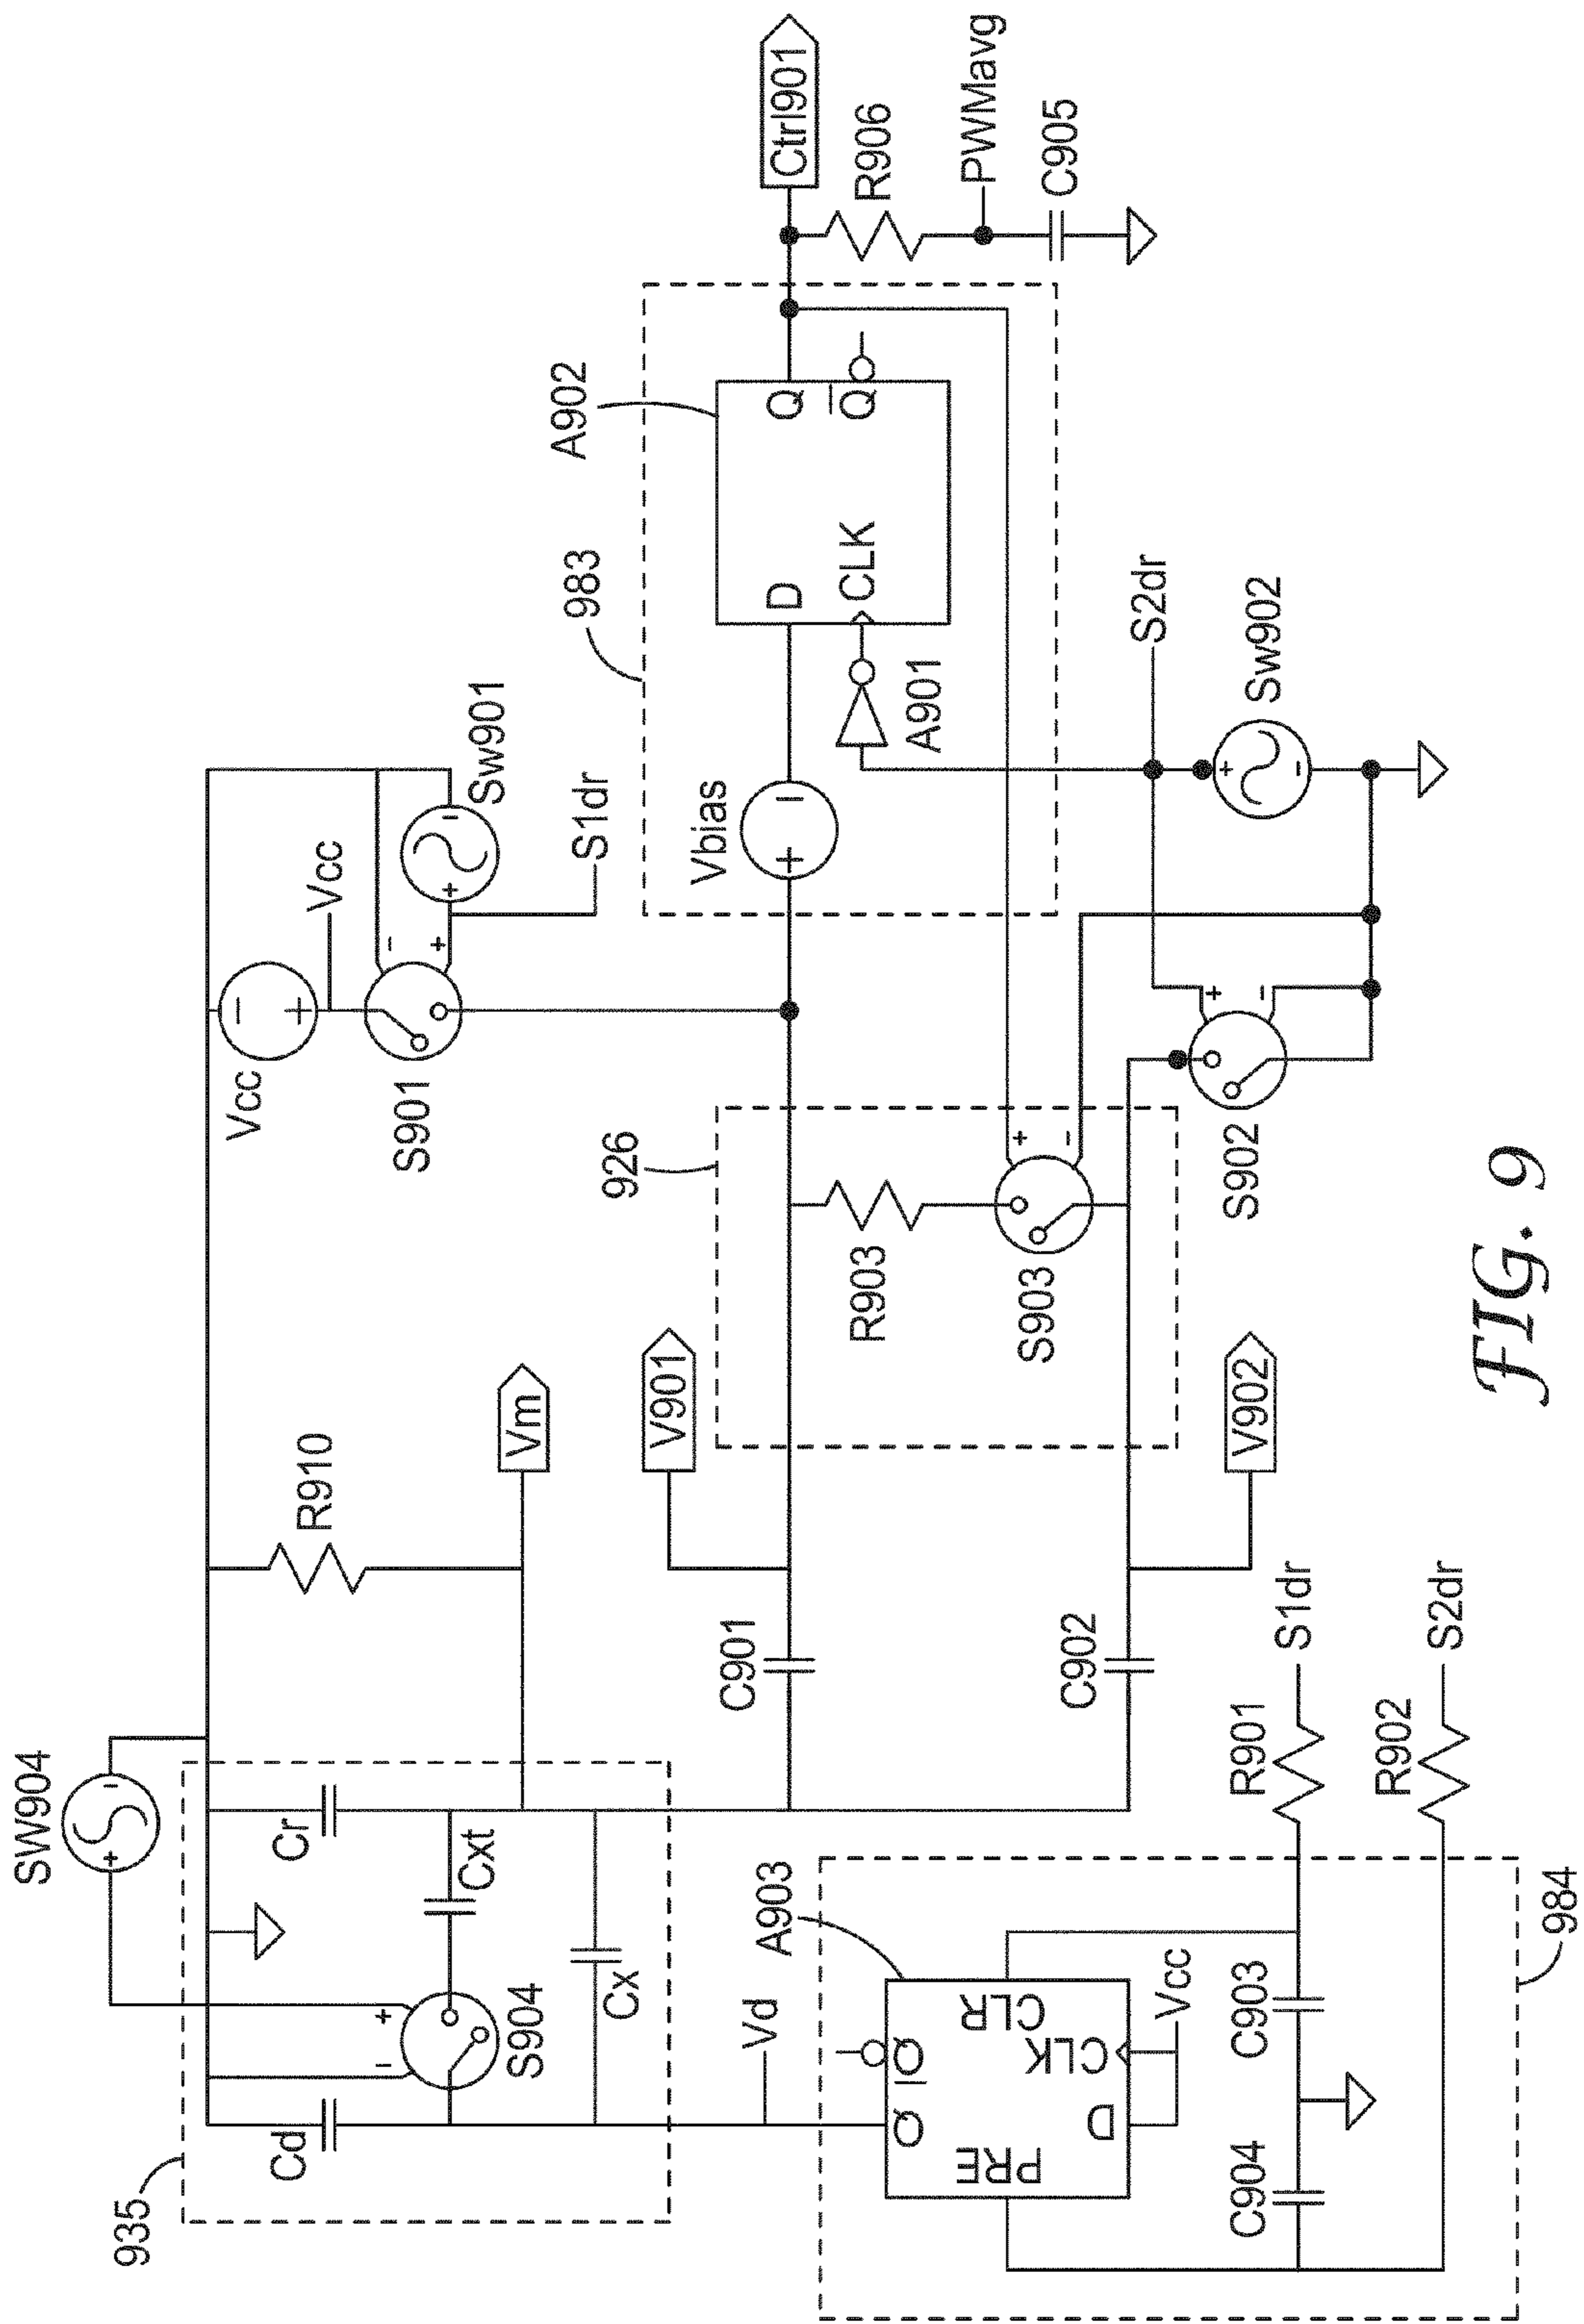 SW904
935
Cd
Cr
S904
+
-
Cxt
Cx
Vd
R910
Vm
Vcc
Vcc
S901
Sw901
S1dr
V901
C901
C902
V902
926
R903
S903
983
Vbias
A901
A902
D
Q
CLK
Q
Ctrl901
R906
PWMavg
C905
S2dr
Sw902
S902
A903
Q
Q
PRE
CLR
D
CLK
Vcc
C904
C903
984
R901
S1dr
R902
S2dr
FIG. 9